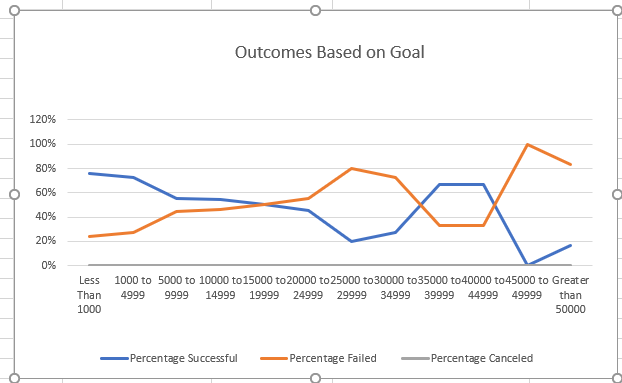 Outcomes Based on Goal
120%
100%
80%
60%
40%
20%
0%
Less 1000 to 5000 to 10000 to 15000 to 20000 to 25000 to 30000 to 35000 to 40000 to 45000 to Greater
Than 4999 9999 14999 19999 24999 29999 34999 39999 44999 49999 than
1000 50000
Percentage Successful Percentage Failed Percentage Canceled